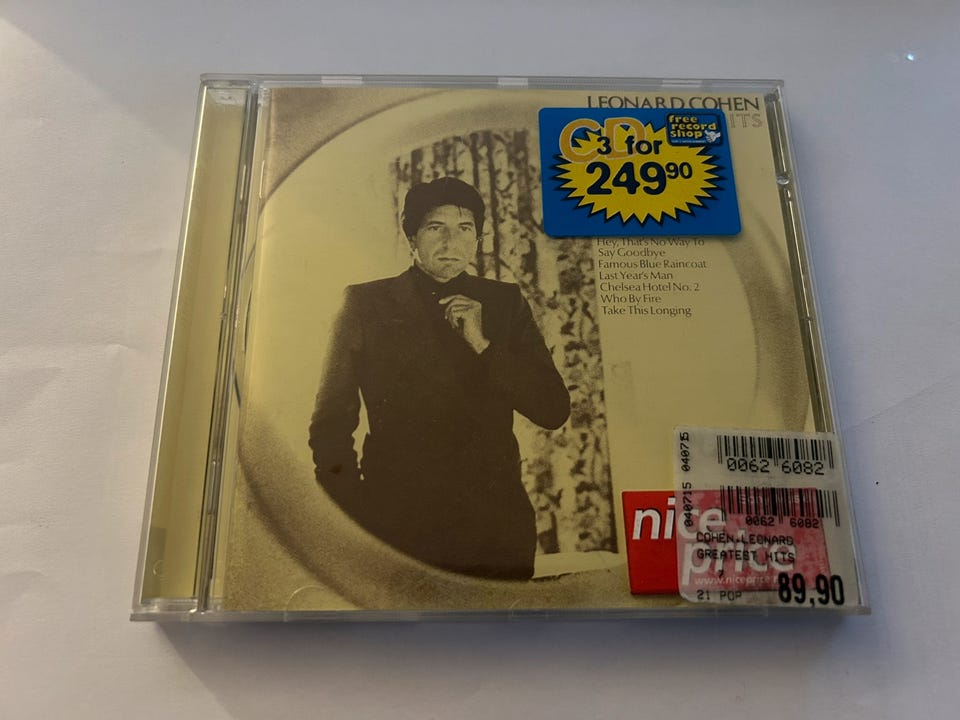 LEONARD COHEN
ITS
free
record
shop
CD
3 for
249⁹⁰
Hey, That's No Way To
Say Goodbye
Famous Blue Raincoat
Last Year's Man
Chelsea Hotel No. 2
Who By Fire
Take This Longing
040715 040715
0062 6082
0062 6082
nice
price
COHEN,LEONARD
GREATEST HITS
www.niceprice
21 POP
89,90